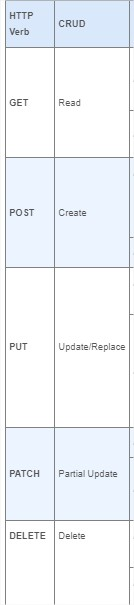 HTTP
Verb
CRUD
GET
Read
POST
Create
PUT
Update/Replace
PATCH
Partial Update
DELETE
Delete